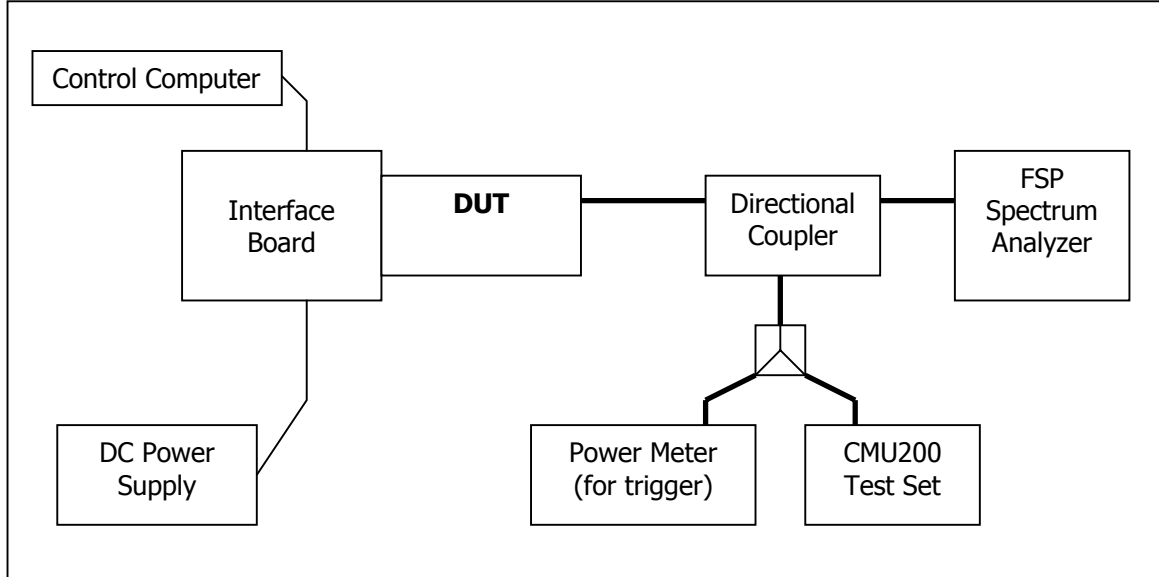 Control Computer
Interface
Board
DUT
Directional
Coupler
FSP
Spectrum
Analyzer
DC Power
Supply
Power Meter
(for trigger)
CMU200
Test Set